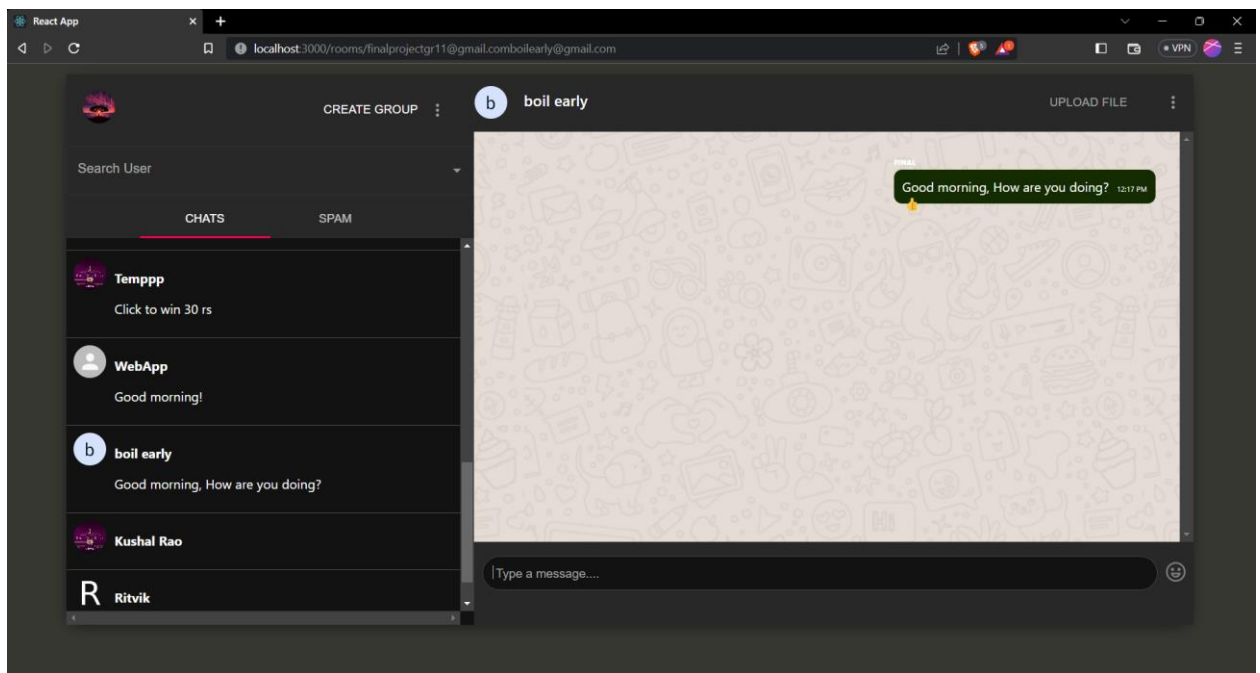 React App
localhost:3000/rooms/finalprojectgr11@gmail.comboilearly@gmail.com
VPN
CREATE GROUP
b
boil early
UPLOAD FILE
Search User
CHATS
SPAM
FINAL
Good morning, How are you doing? 12:17 PM
Temppp
Click to win 30 rs
WebApp
Good morning!
b
boil early
Good morning, How are you doing?
Kushal Rao
R
Ritvik
Type a message....